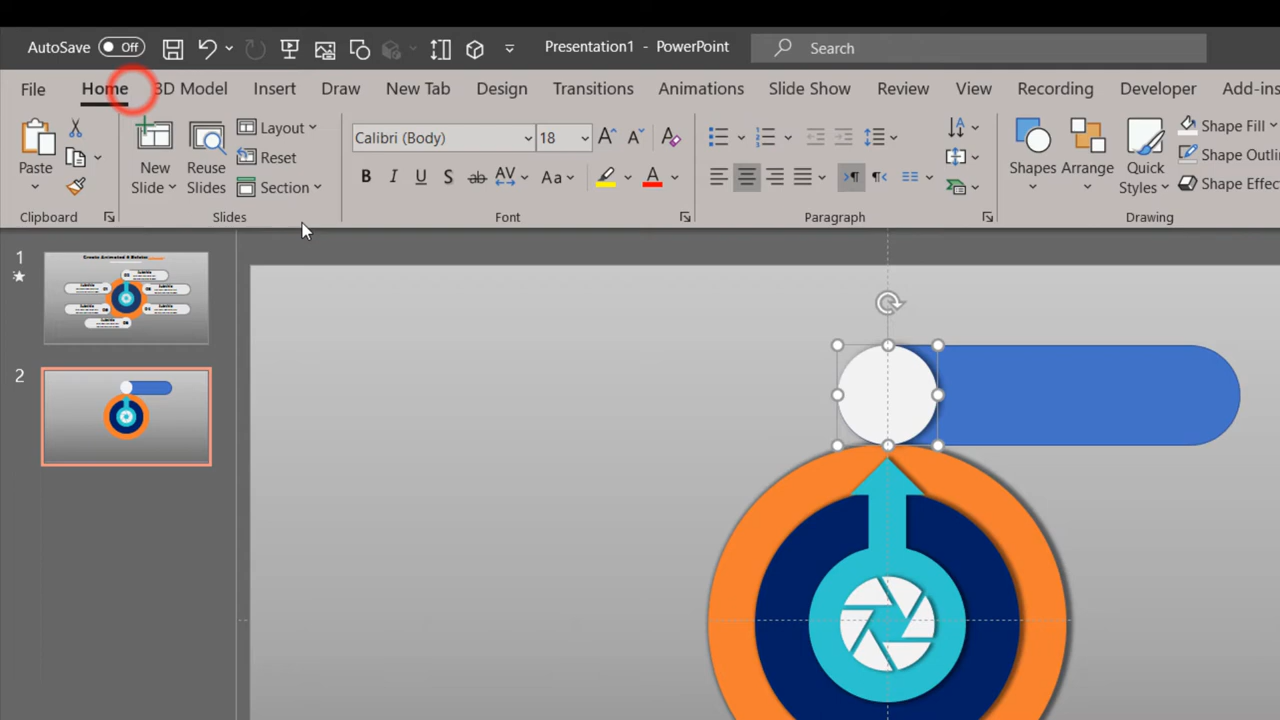 AutoSave Off
Presentation1 - PowerPoint
Search
File Home 3D Model Insert Draw New Tab Design Transitions Animations Slide Show Review View Recording Developer Add-ins
Paste
New Slide
Reuse Slides
Layout
Reset
Section
Calibri (Body) 18
Shapes
Arrange
Quick Styles
Shape Fill
Shape Outli
Shape Effec
Clipboard Slides Font Paragraph Drawing
1
2